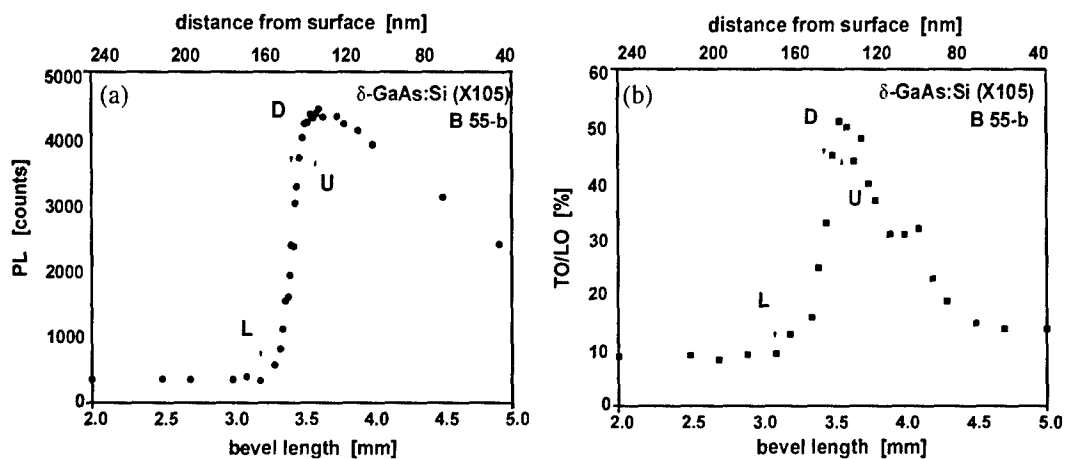 distance from surface [nm]
240 200 160 120 80 40
5000
4000
3000
2000
1000
0
PL [counts]
(a)
δ-GaAs:Si (X105)
B 55-b
D
U
L
2.0 2.5 3.0 3.5 4.0 4.5 5.0
bevel length [mm]
distance from surface [nm]
240 200 160 120 80 40
60
50
40
30
20
10
0
TO/LO [%]
(b)
δ-GaAs:Si (X105)
B 55-b
D
U
L
2.0 2.5 3.0 3.5 4.0 4.5 5.0
bevel length [mm]